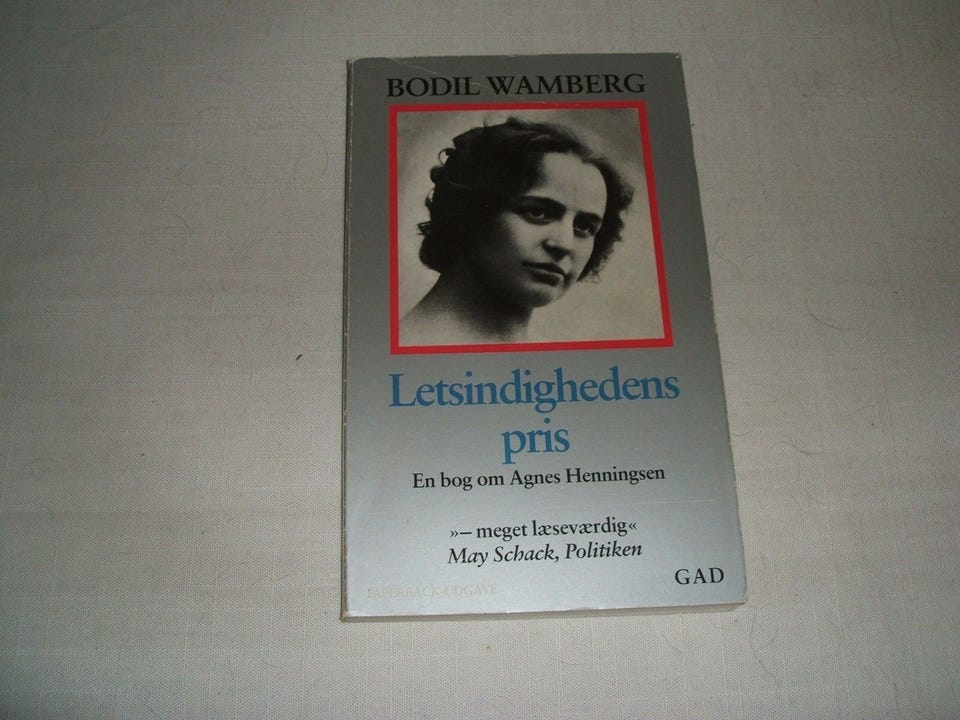 BODIL WAMBERG
Letsindighedens
pris
En bog om Agnes Henningsen
»– meget læseværdig«
May Schack, Politiken
GAD
PAPERBACK-UDGAVE